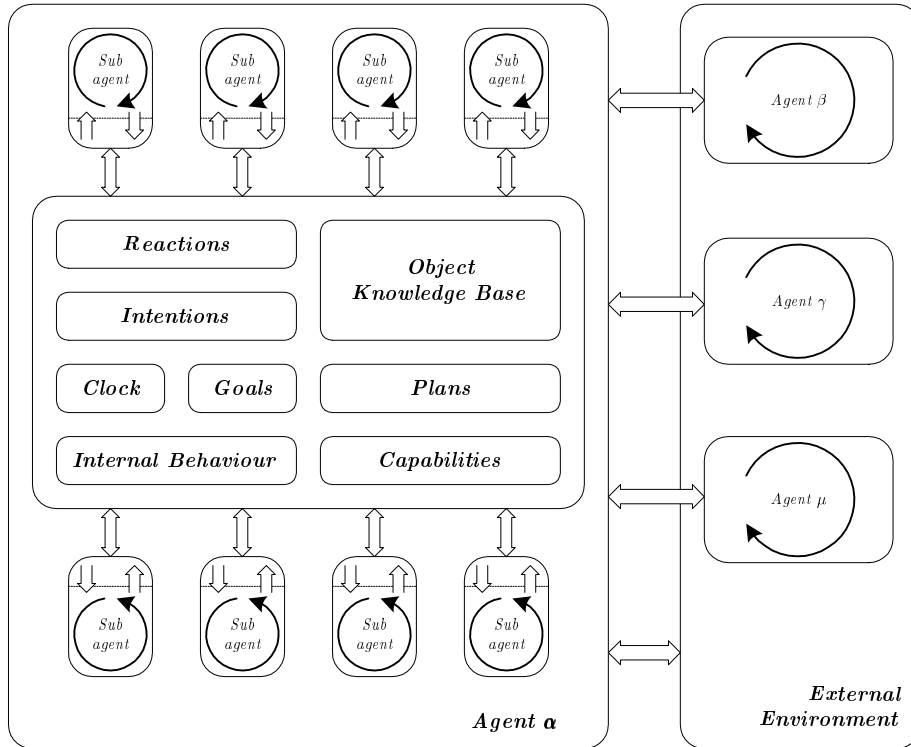 Sub
agent
Sub
agent
Sub
agent
Sub
agent
Agent β
Reactions
Object
Knowledge Base
Intentions
Agent γ
Clock
Goals
Plans
Internal Behaviour
Capabilities
Agent μ
Sub
agent
Sub
agent
Sub
agent
Sub
agent
Agent α
External
Environment